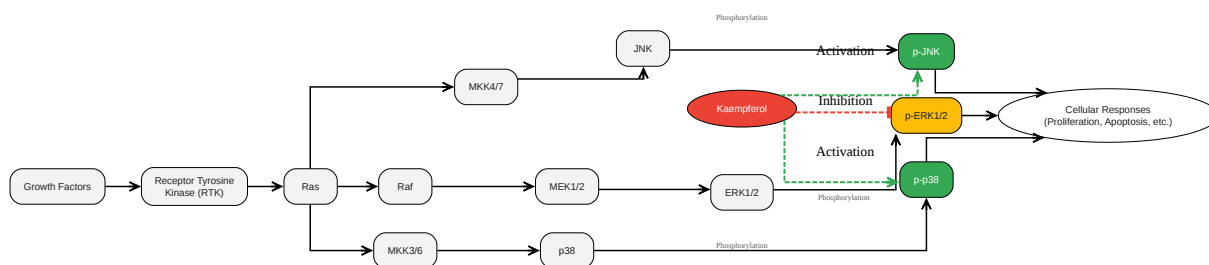 Phosphorylation
JNK
Activation
p-JNK
MKK4/7
Kaempferol
Inhibition
p-ERK1/2
Cellular Responses
(Proliferation, Apoptosis, etc.)
Activation
Growth Factors
Receptor Tyrosine
Kinase (RTK)
Ras
Raf
MEK1/2
ERK1/2
Phosphorylation
p-p38
MKK3/6
p38
Phosphorylation